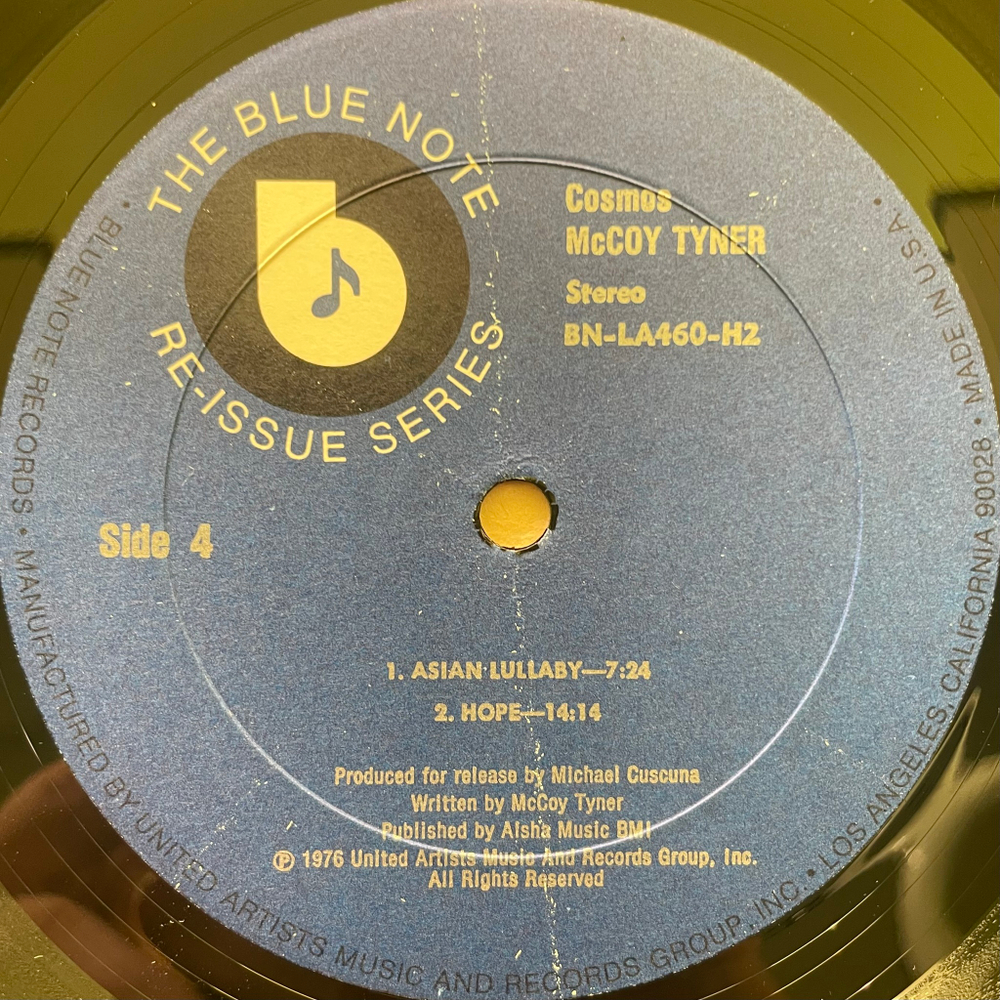 THE BLUE NOTE
b
RE-ISSUE SERIES
Cosmos
McCOY TYNER
Stereo
BN-LA460-H2
Side 4
1. ASIAN LULLABY—7:24
2. HOPE—14:14
Produced for release by Michael Cuscuna
Written by McCoy Tyner
Published by Aisha Music BMI
Ⓟ 1976 United Artists Music And Records Group, Inc.
All Rights Reserved
• BLUE NOTE RECORDS • MANUFACTURED BY UNITED ARTISTS MUSIC AND RECORDS GROUP, INC. • LOS ANGELES, CALIFORNIA 90028 • MADE IN U.S.A •